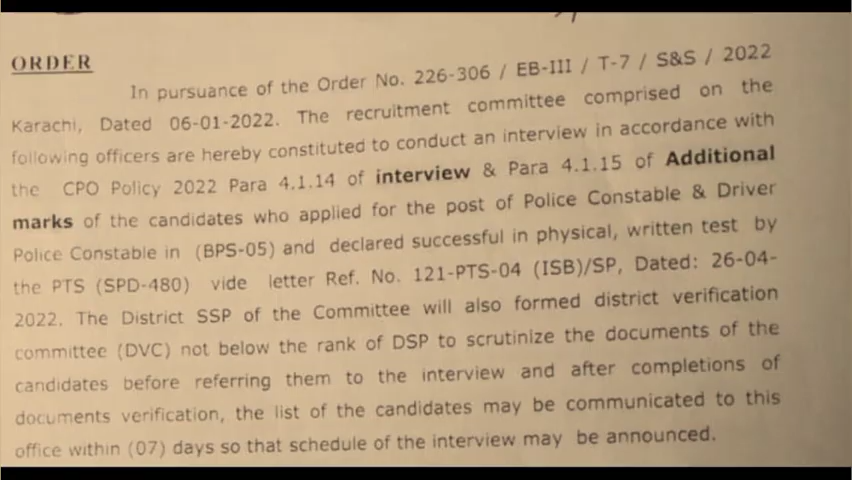 ORDER
In pursuance of the Order No. 226-306 / EB-III / T-7 / S&S / 2022
Karachi, Dated 06-01-2022. The recruitment committee comprised on the
following officers are hereby constituted to conduct an interview in accordance with
the CPO Policy 2022 Para 4.1.14 of interview & Para 4.1.15 of Additional
marks of the candidates who applied for the post of Police Constable & Driver
Police Constable in (BPS-05) and declared successful in physical, written test by
the PTS (SPD-480) vide letter Ref. No. 121-PTS-04 (ISB)/SP, Dated: 26-04-
2022. The District SSP of the Committee will also formed district verification
committee (DVC) not below the rank of DSP to scrutinize the documents of the
candidates before referring them to the interview and after completions of
documents verification, the list of the candidates may be communicated to this
office within (07) days so that schedule of the interview may be announced.